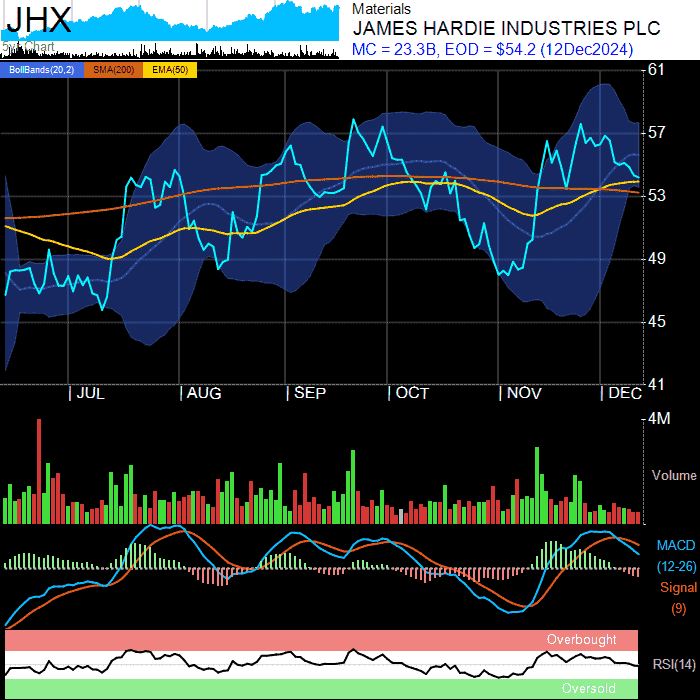 JHX
Materials
JAMES HARDIE INDUSTRIES PLC
MC = 23.3B, EOD = $54.2 (12Dec2024)
BollBands(20,2) SMA(200) EMA(50)
61
57
53
49
45
41
JUL AUG SEP OCT NOV DEC
4M
Volume
MACD
(12-26)
Signal
(9)
Overbought
RSI(14)
Oversold